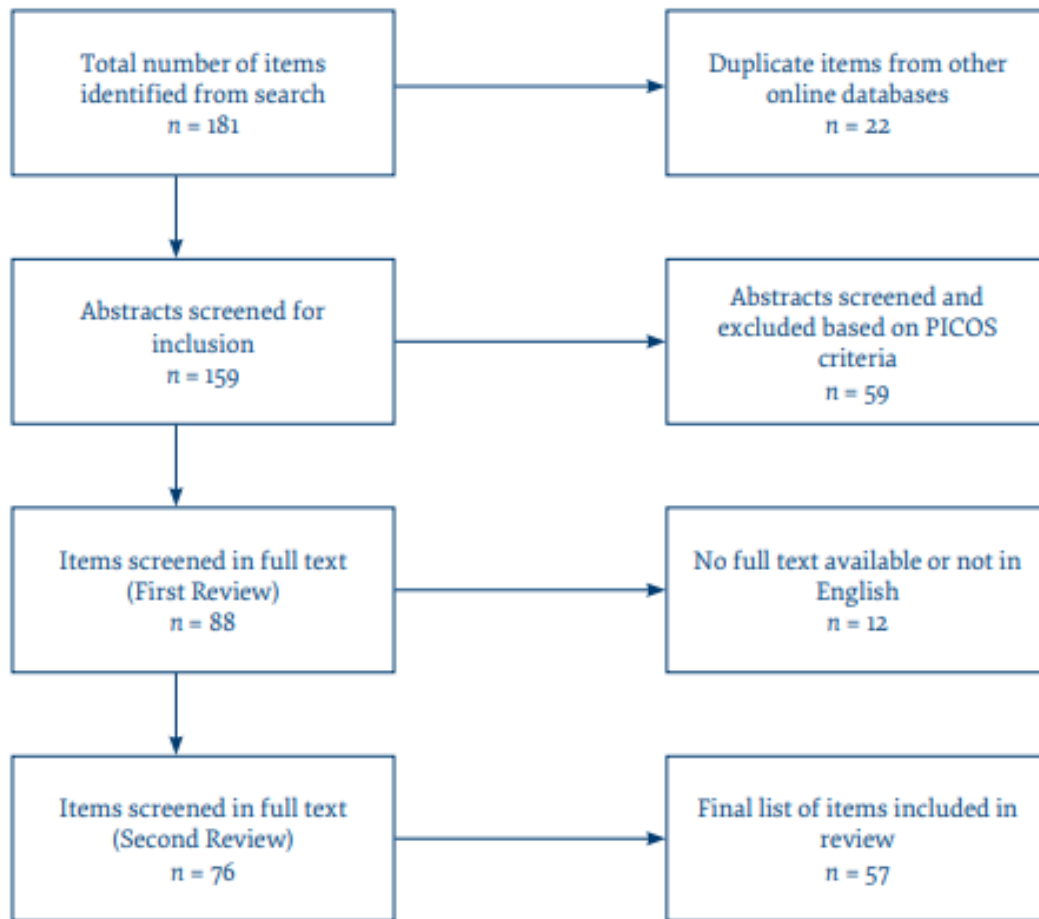 Total number of items
identified from search
n = 181
Duplicate items from other
online databases
n = 22
Abstracts screened for
inclusion
n = 159
Abstracts screened and
excluded based on PICOS
criteria
n = 59
Items screened in full text
(First Review)
n = 88
No full text available or not in
English
n = 12
Items screened in full text
(Second Review)
n = 76
Final list of items included in
review
n = 57